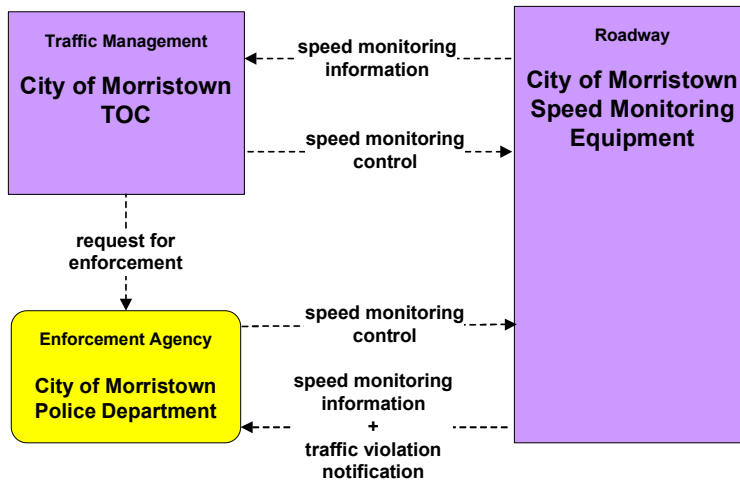 Traffic Management
City of Morristown
TOC
speed monitoring
information
Roadway
City of Morristown
Speed Monitoring
Equipment
speed monitoring
control
request for
enforcement
Enforcement Agency
City of Morristown
Police Department
speed monitoring
control
speed monitoring
information
+
traffic violation
notification